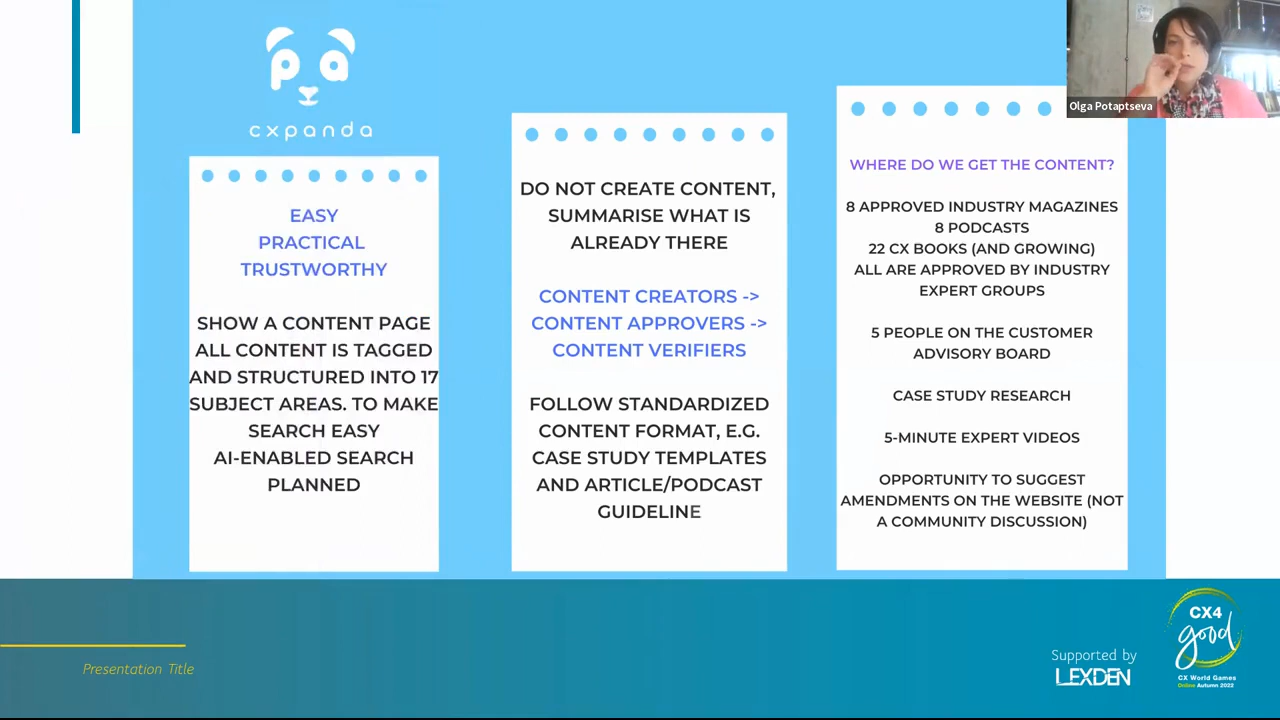 pa
cxpanda
EASY
PRACTICAL
TRUSTWORTHY
SHOW A CONTENT PAGE
ALL CONTENT IS TAGGED
AND STRUCTURED INTO 17
SUBJECT AREAS. TO MAKE
SEARCH EASY
AI-ENABLED SEARCH
PLANNED
DO NOT CREATE CONTENT,
SUMMARISE WHAT IS
ALREADY THERE
CONTENT CREATORS ->
CONTENT APPROVERS ->
CONTENT VERIFIERS
FOLLOW STANDARDIZED
CONTENT FORMAT, E.G.
CASE STUDY TEMPLATES
AND ARTICLE/PODCAST
GUIDELINE
WHERE DO WE GET THE CONTENT?
8 APPROVED INDUSTRY MAGAZINES
8 PODCASTS
22 CX BOOKS (AND GROWING)
ALL ARE APPROVED BY INDUSTRY
EXPERT GROUPS
5 PEOPLE ON THE CUSTOMER
ADVISORY BOARD
CASE STUDY RESEARCH
5-MINUTE EXPERT VIDEOS
OPPORTUNITY TO SUGGEST
AMENDMENTS ON THE WEBSITE (NOT
A COMMUNITY DISCUSSION)
Olga Potaptseva
Presentation Title
Supported by
LEXDEN
CX4
good
CX World Games
Online Autumn 2022